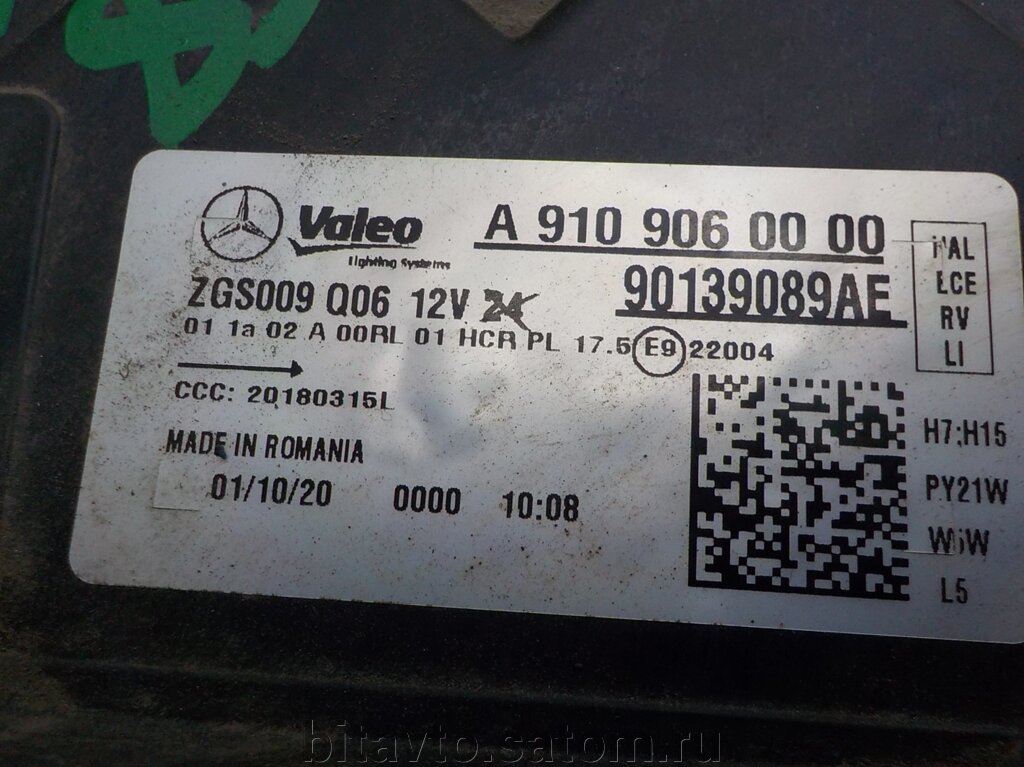 Valeo
Lighting Systems
A 910 906 00 00
90139089AE
ZGS009 Q06 12V 24
01 1a 02 A 00RL 01 HCR PL 17.5 E9 22004
CCC: 20180315L
MADE IN ROMANIA
01/10/20 0000 10:08
RV
LI
H7;H15
PY21W
W5W
L5
bitavto.satom.ru